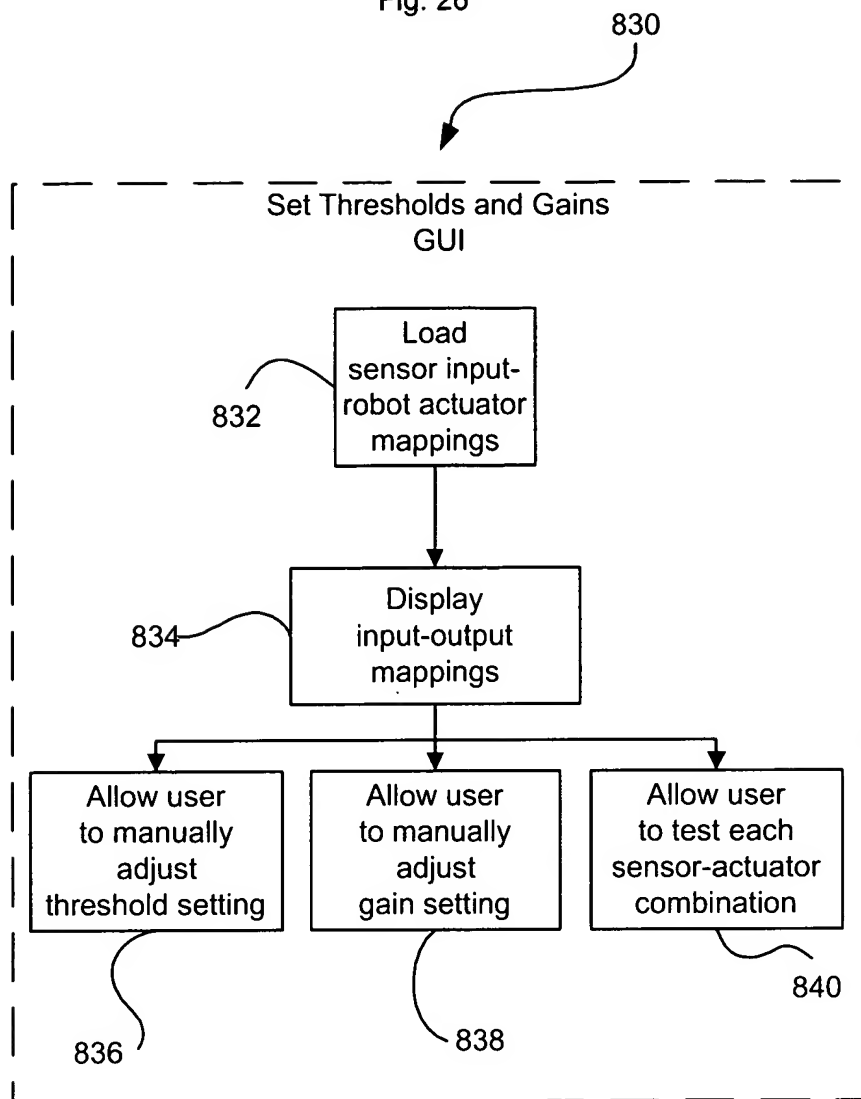 Fig. 26
830
Set Thresholds and Gains
GUI
Load
sensor input-
robot actuator
mappings
832
Display
input-output
mappings
834
Allow user
to manually
adjust
threshold setting
Allow user
to manually
adjust
gain setting
Allow user
to test each
sensor-actuator
combination
836
838
840